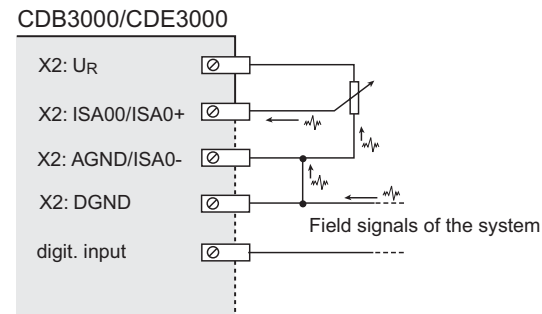 CDB3000/CDE3000
X2: UR
X2: ISA00/ISA0+
X2: AGND/ISA0-
X2: DGND
Field signals of the system
digit. input